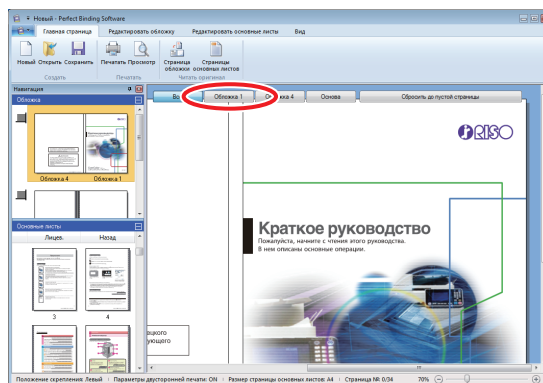 Новый - Perfect Binding Software
Главная страница Редактировать обложку Редактировать основные листы Вид
Новый Открыть Сохранить Печатать Просмотр Страница обложки Страницы основных листов
Создать Печатать Читать оригинал
Навигация
Обложка
Обложка 4 Обложка 1
Основные листы
Лицев. Назад
3 4
Обложка 1 Обложка 4 Основа Сбросить до пустой страницы
RISO
Краткое руководство
Пожалуйста, начните с чтения этого руководства.
В нем описаны основные операции.
Положение скрепления: Левый Параметры двусторонней печати: ON Размер страницы основных листов: A4 Страница №: 0/34 70%